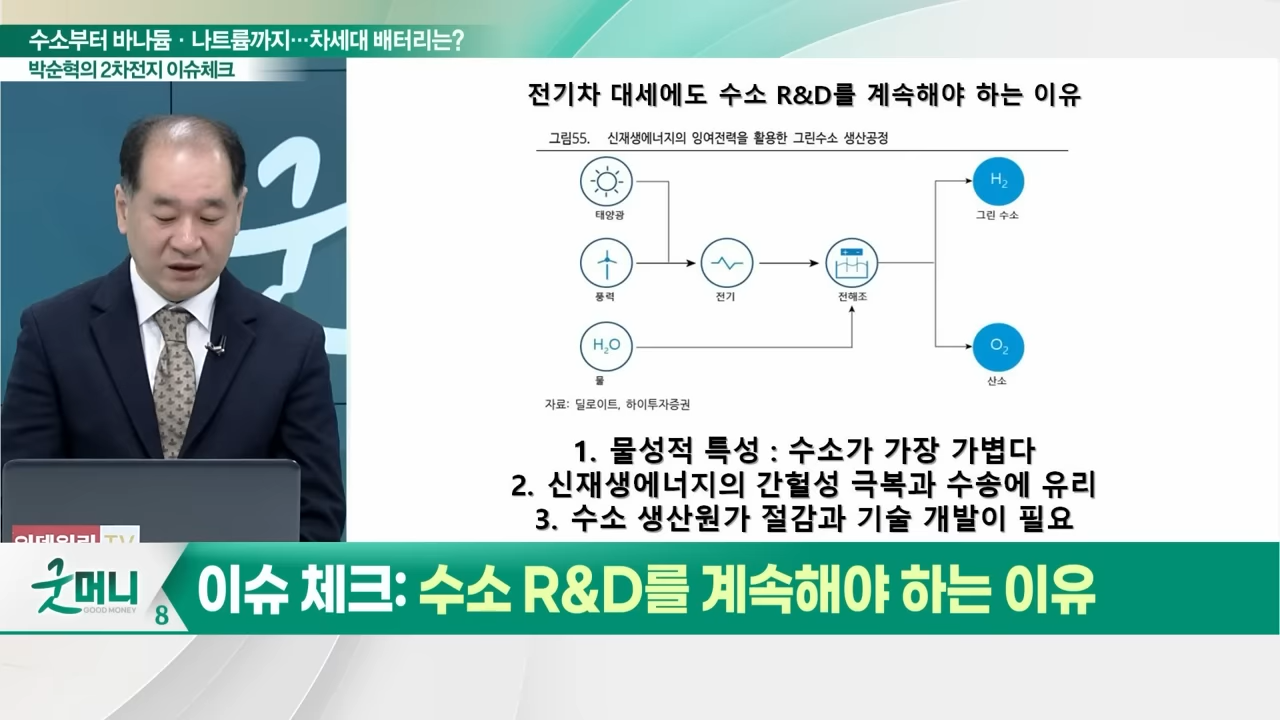 수소부터 바나듐·나트륨까…차세대 배터리는?
박순혁의 2차전지 이슈체크
전기차 대세에도 수소 R&D를 계속해야 하는 이유
그림55. 신재생에너지의 잉여전력을 활용한 그린수소 생산공정
태양광
풍력
H₂O
물
전기
전해조
H₂
그린 수소
O₂
산소
자료: 딜로이트, 하이투자증권
1. 물성적 특성 : 수소가 가장 가볍다
2. 신재생에너지의 간헐성 극복과 수송에 유리
3. 수소 생산원가 절감과 기술 개발이 필요
이데일리 TV
굿머니
GOOD MONEY
8
이슈 체크: 수소 R&D를 계속해야 하는 이유